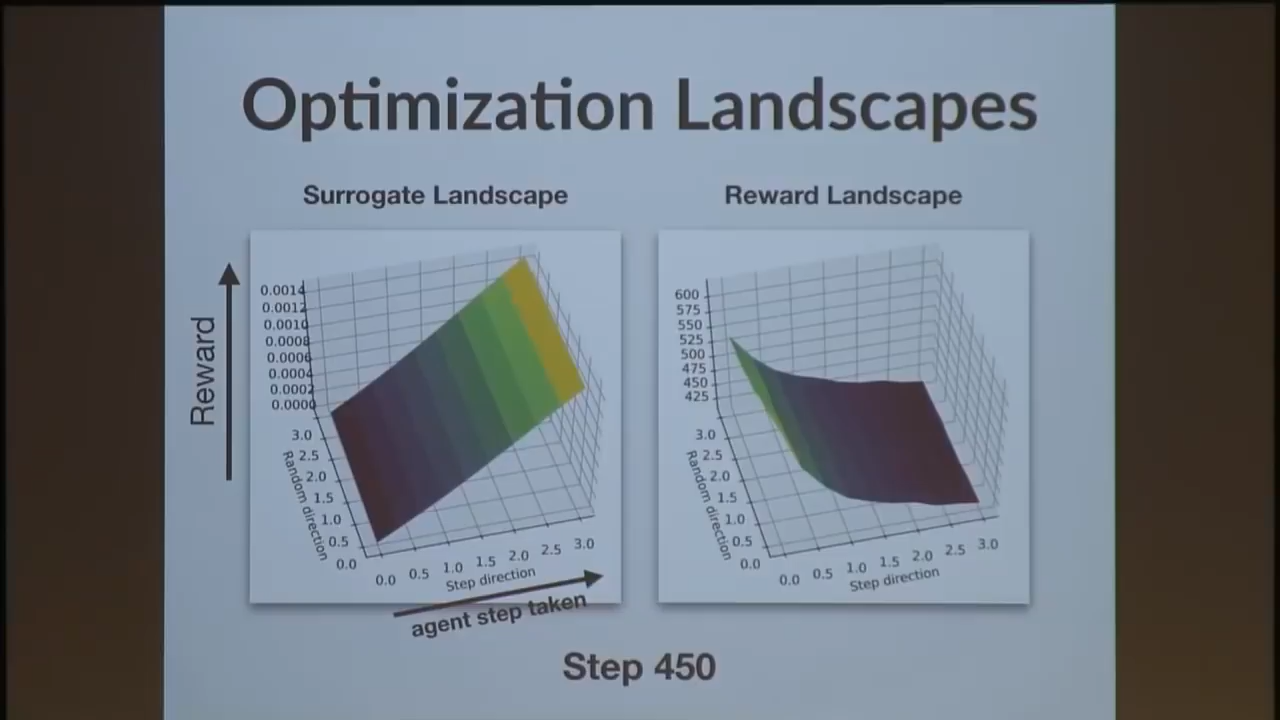 Optimization Landscapes
Surrogate Landscape
Reward Landscape
Reward
0.0014
0.0012
0.0010
0.0008
0.0006
0.0004
0.0002
0.0000
3.0
2.5
2.0
1.5
1.0
0.5
0.0
Random direction
0.0 0.5 1.0 1.5 2.0 2.5 3.0
Step direction
agent step taken
600
575
550
525
500
475
450
425
3.0
2.5
2.0
1.5
1.0
0.5
0.0
Random direction
0.0 0.5 1.0 1.5 2.0 2.5 3.0
Step direction
Step 450